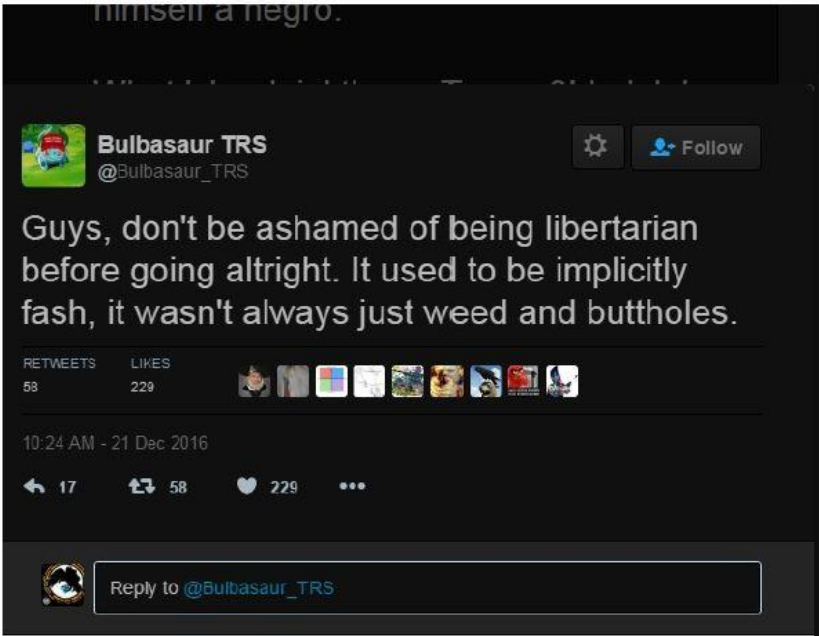 himself a negro.
Bulbasaur TRS
@Bulbasaur_TRS
Follow
Guys, don't be ashamed of being libertarian
before going altright. It used to be implicitly
fash, it wasn't always just weed and buttholes.
RETWEETS LIKES
58 229
10:24 AM - 21 Dec 2016
17 58 229
Reply to @Bulbasaur_TRS